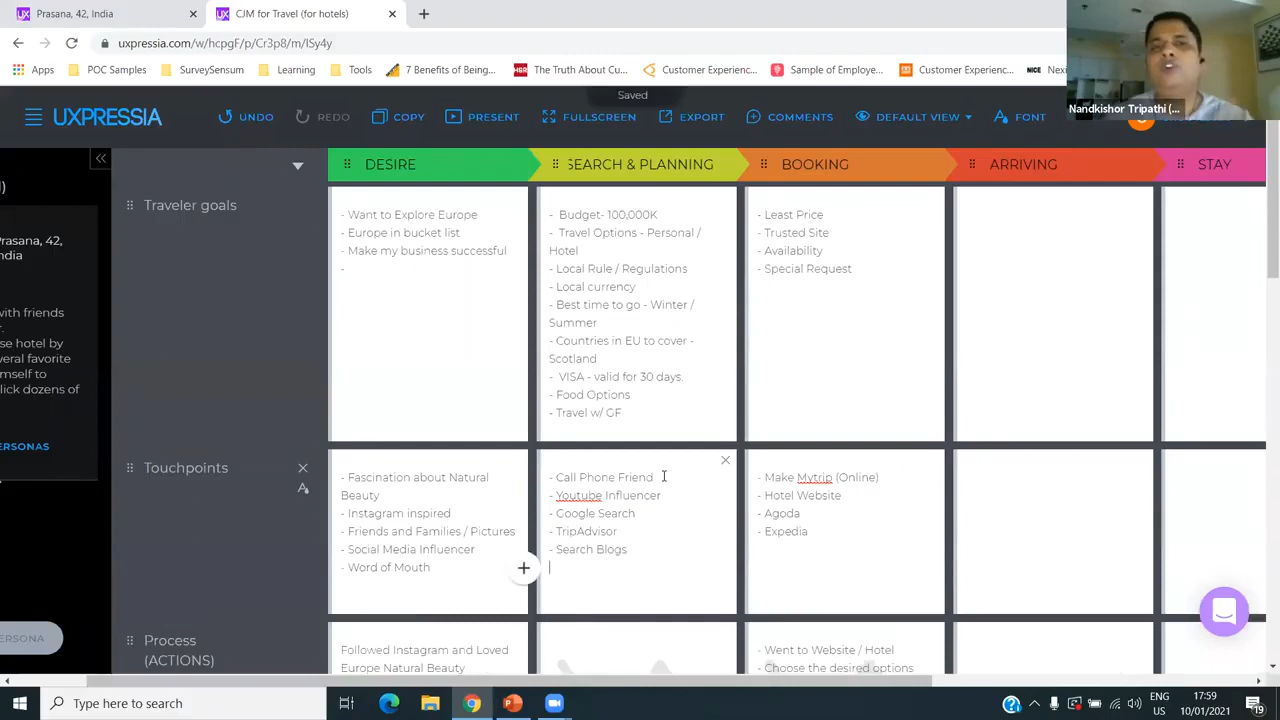 Prasana, 42, India
CJM for Travel (for hotels)
uxpressia.com/w/hcpgF/p/Cr3p8/m/ISy4y
Apps
POC Samples
SurveySensum
Learning
Tools
7 Benefits of Being...
The Truth About Cu...
Customer Experienc...
Sample of Employe...
Customer Experienc...
NICE
Nexi
Nandkishor Tripathi (...
Saved
UXPRESSIA
UNDO
REDO
COPY
PRESENT
FULLSCREEN
EXPORT
COMMENTS
DEFAULT VIEW
FONT
DESIRE
SEARCH & PLANNING
BOOKING
ARRIVING
STAY
)
Prasana, 42,
ndia
with friends
r.
se hotel by
veral favorite
mself to
lick dozens of
ERSONAS
ERSONA
Traveler goals
- Want to Explore Europe
- Europe in bucket list
- Make my business successful
-
- Budget- 100,000K
- Travel Options - Personal /
Hotel
- Local Rule / Regulations
- Local currency
- Best time to go - Winter /
Summer
- Countries in EU to cover -
Scotland
- VISA - valid for 30 days.
- Food Options
- Travel w/ GF
- Least Price
- Trusted Site
- Availability
- Special Request
Touchpoints
- Fascination about Natural
Beauty
- Instagram inspired
- Friends and Families / Pictures
- Social Media Influencer
- Word of Mouth
- Call Phone Friend
- Youtube Influencer
- Google Search
- TripAdvisor
- Search Blogs
- Make Mytrip (Online)
- Hotel Website
- Agoda
- Expedia
Process
(ACTIONS)
Followed Instagram and Loved
Europe Natural Beauty
- Went to Website / Hotel
- Choose the desired options
Type here to search
ENG
US
17:59
10/01/2021
19